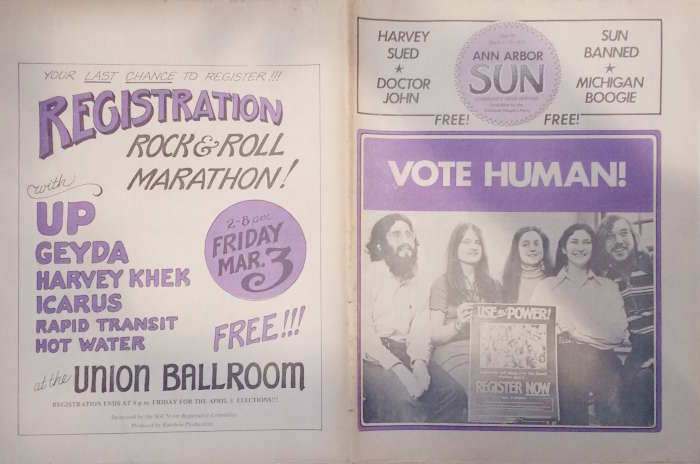 YOUR LAST CHANCE TO REGISTER!!!
REGISTRATION
ROCK & ROLL
MARATHON!
with
UP
GEYDA
HARVEY KHEK
ICARUS
RAPID TRANSIT
HOT WATER
2-8 pm
FRIDAY
MAR. 3
FREE!!!
at the UNION BALLROOM
REGISTRATION ENDS AT 8 p.m. FRIDAY FOR THE APRIL 3 ELECTIONS!!!
HARVEY
SUED
★
DOCTOR
JOHN
ANN ARBOR
SUN
SUN
BANNED
★
MICHIGAN
BOOGIE
FREE!
FREE!
VOTE HUMAN!
USE POWER!
REGISTER NOW